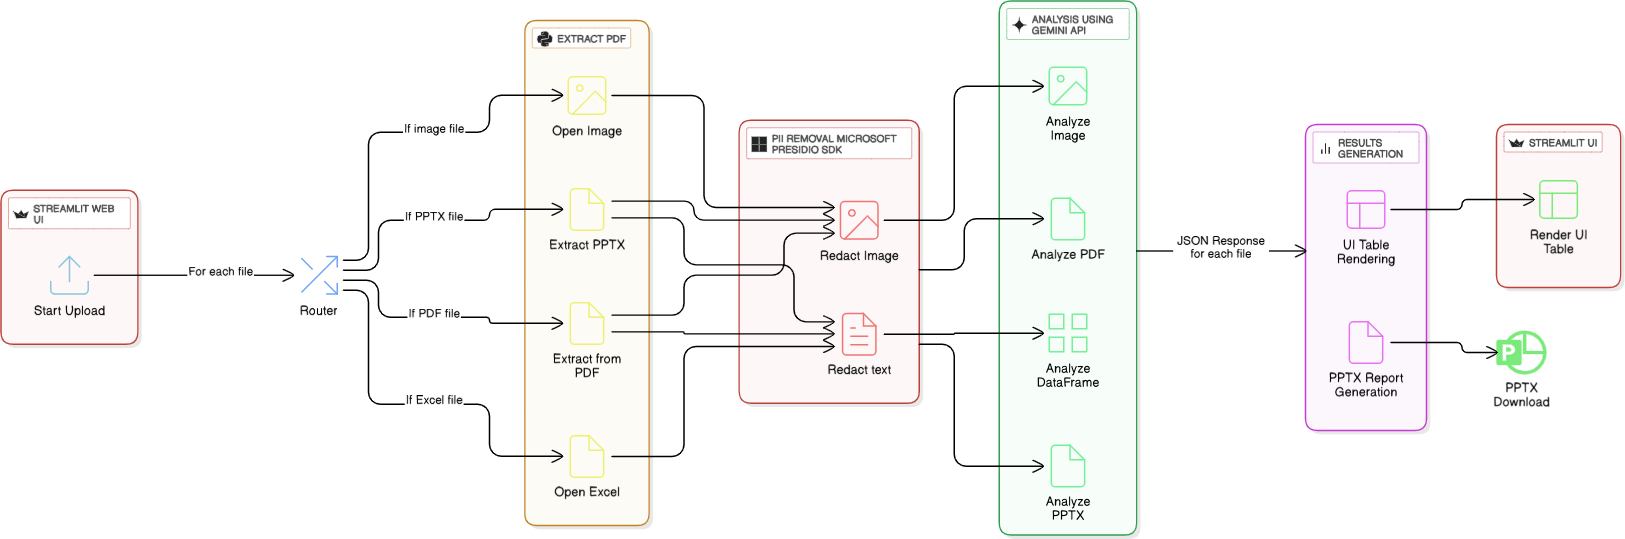 STREAMLIT WEB
UI
Start Upload
For each file
Router
If image file
If PPTX file
If PDF file
If Excel file
EXTRACT PDF
Open Image
Extract PPTX
Extract from
PDF
Open Excel
PII REMOVAL MICROSOFT
PRESIDIO SDK
Redact Image
Redact text
ANALYSIS USING
GEMINI API
Analyze
Image
Analyze PDF
Analyze
DataFrame
Analyze
PPTX
JSON Response
for each file
RESULTS
GENERATION
UI Table
Rendering
PPTX Report
Generation
STREAMLIT UI
Render UI
Table
P
PPTX
Download